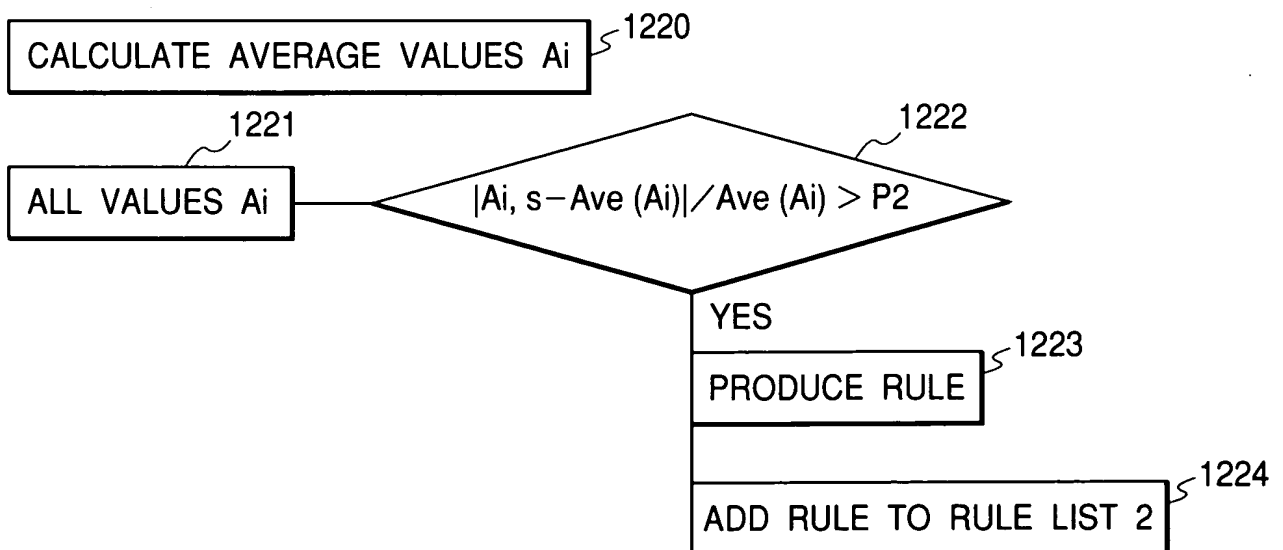 1220
CALCULATE AVERAGE VALUES Ai
1221
1222
ALL VALUES Ai
|Ai, s−Ave (Ai)|/Ave (Ai) > P2
YES
1223
PRODUCE RULE
1224
ADD RULE TO RULE LIST 2